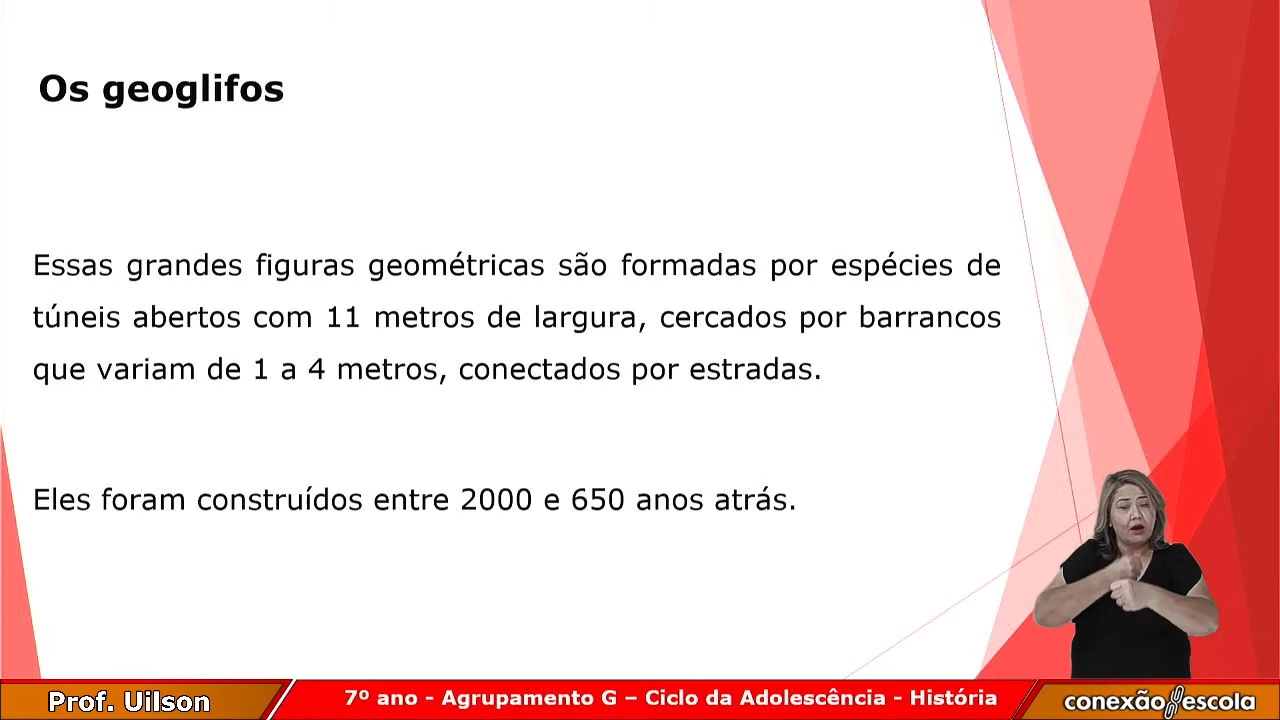 Os geoglifos
Essas grandes figuras geométricas são formadas por espécies de
túneis abertos com 11 metros de largura, cercados por barrancos
que variam de 1 a 4 metros, conectados por estradas.
Eles foram construídos entre 2000 e 650 anos atrás.
Prof. Uilson
7º ano - Agrupamento G – Ciclo da Adolescência - História
conexão escola